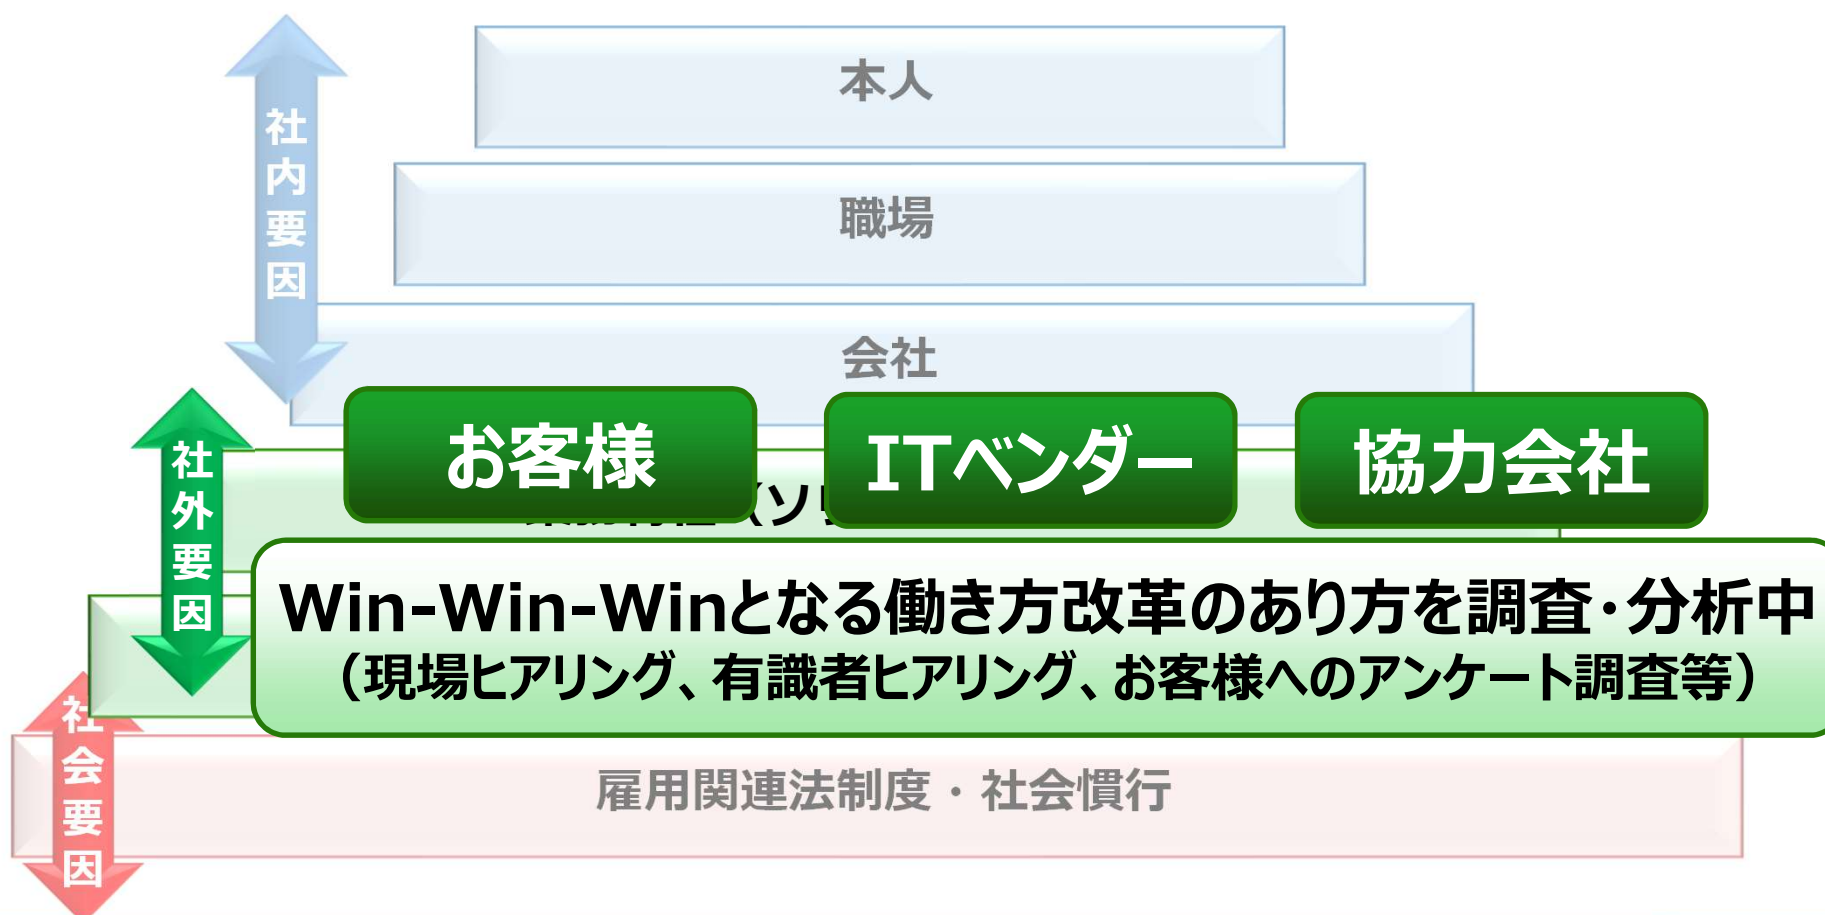 本人
職場
会社
社内要因
お客様
ITベンダー
協力会社
社外要因
Win-Win-Winとなる働き方改革のあり方を調査・分析中
（現場ヒアリング、有識者ヒアリング、お客様へのアンケート調査等）
社会要因
雇用関連法制度・社会慣行